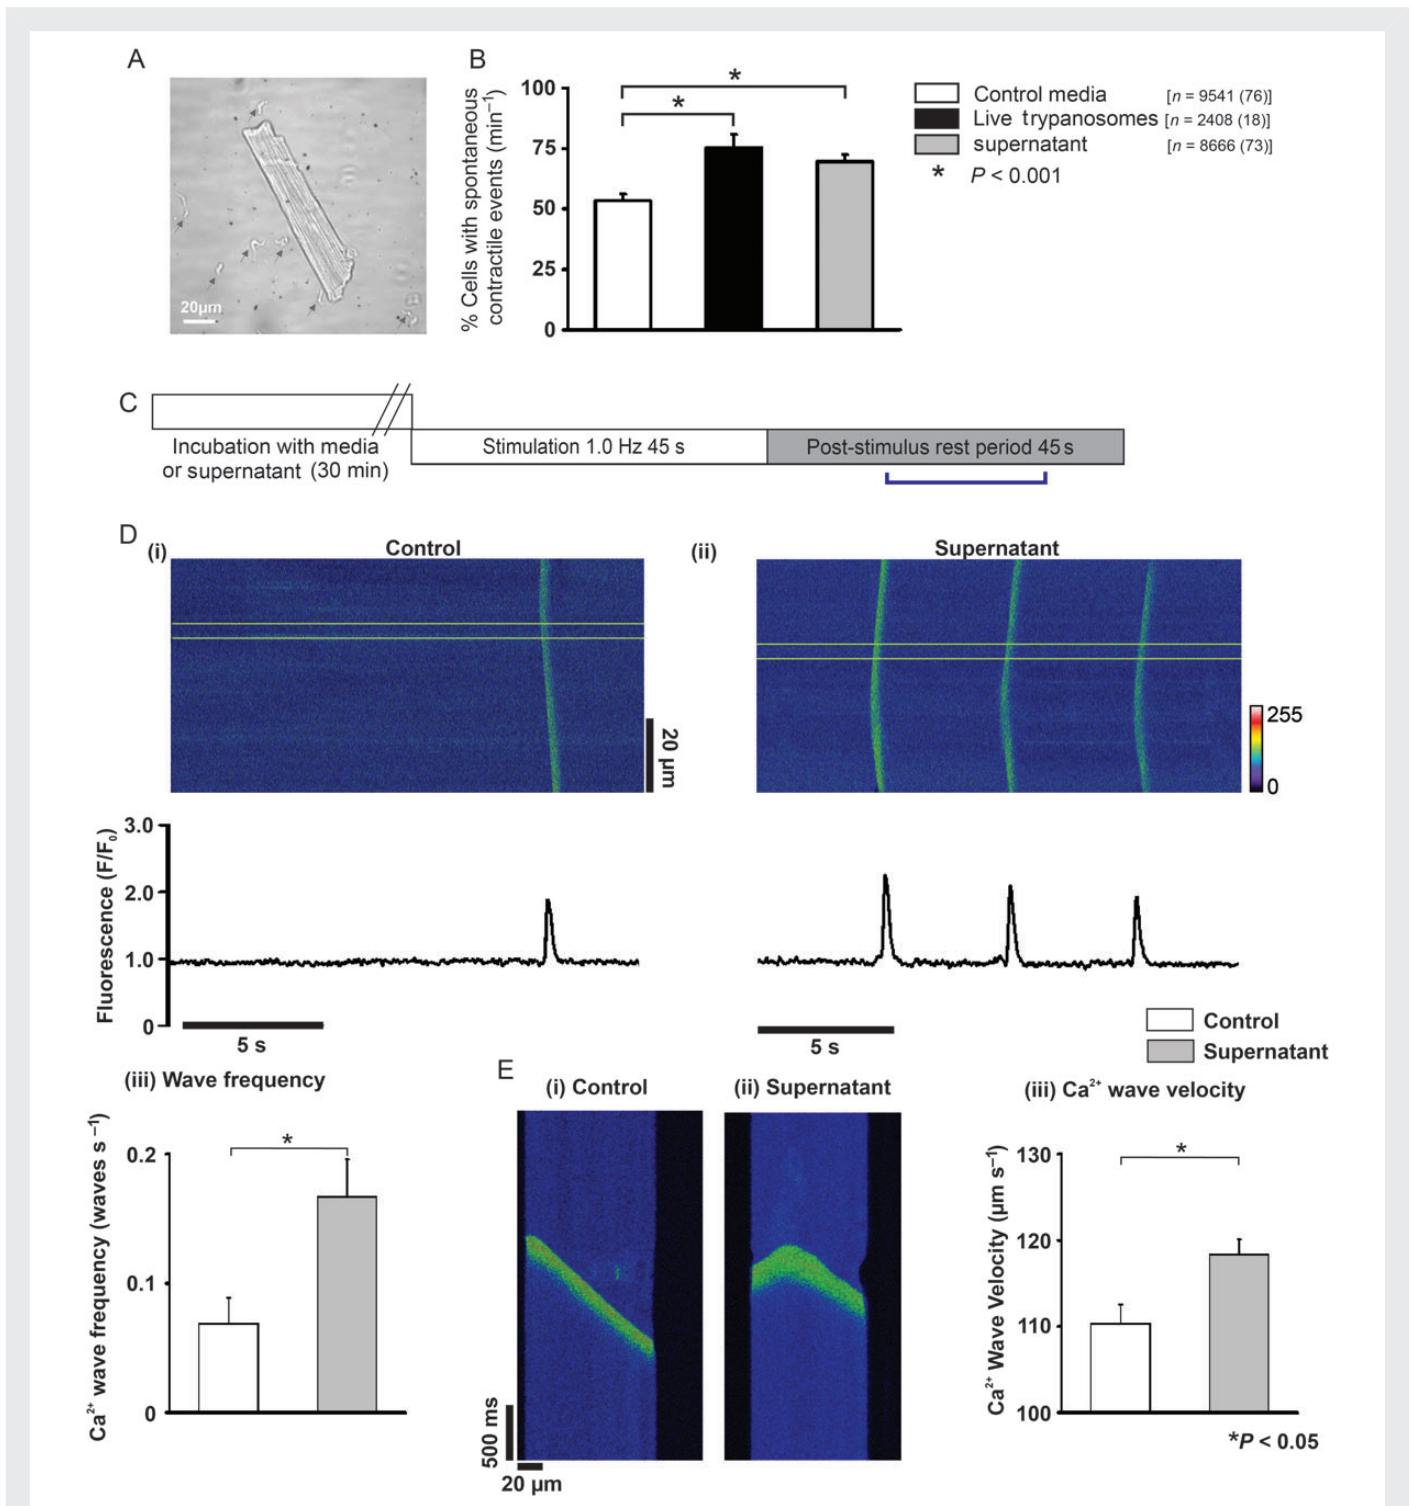 A
20µm
B
% Cells with spontaneous
contractile events (min⁻¹)
100
75
50
25
0
*
*
Control media [n = 9541 (76)]
Live trypanosomes [n = 2408 (18)]
supernatant [n = 8666 (73)]
* P < 0.001
C
Incubation with media
or supernatant (30 min)
Stimulation 1.0 Hz 45 s
Post-stimulus rest period 45 s
D
(i)
Control
(ii)
Supernatant
20 µm
255
0
Fluorescence (F/F₀)
3.0
2.0
1.0
0
5 s
5 s
Control
Supernatant
(iii) Wave frequency
Ca²⁺ wave frequency (waves s⁻¹)
0.2
0.1
0
*
E
(i) Control
(ii) Supernatant
500 ms
20 µm
(iii) Ca²⁺ wave velocity
Ca²⁺ Wave Velocity (µm s⁻¹)
130
120
110
100
*
*P < 0.05